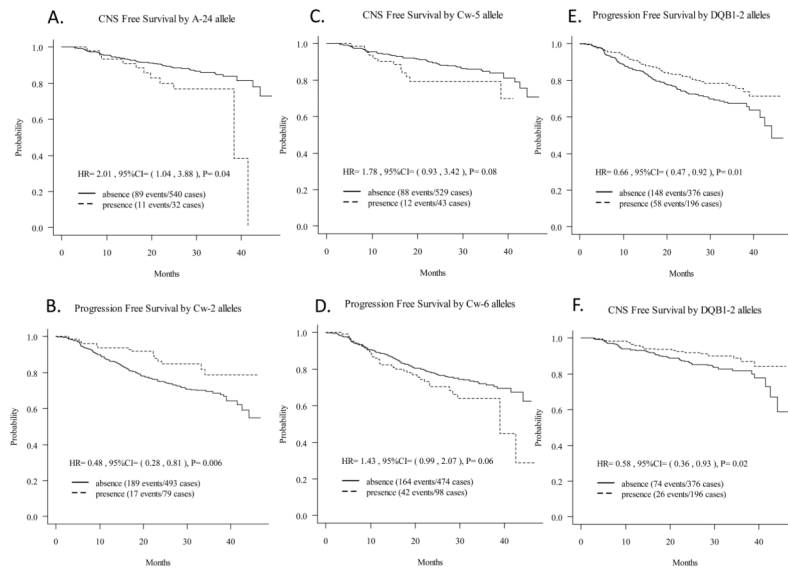 A.
CNS Free Survival by A-24 allele
Probability
1.0
0.8
0.6
0.4
0.2
0.0
HR= 2.01 , 95%CI= ( 1.04 , 3.88 ), P= 0.04
absence (89 events/540 cases)
presence (11 events/32 cases)
0 10 20 30 40
Months
C.
CNS Free Survival by Cw-5 allele
Probability
1.0
0.8
0.6
0.4
0.2
0.0
HR= 1.78 , 95%CI= ( 0.93 , 3.42 ), P= 0.08
absence (88 events/529 cases)
presence (12 events/43 cases)
0 10 20 30 40
Months
E.
Progression Free Survival by DQB1-2 alleles
Probability
1.0
0.8
0.6
0.4
0.2
0.0
HR= 0.66 , 95%CI= ( 0.47 , 0.92 ), P= 0.01
absence (148 events/376 cases)
presence (58 events/196 cases)
0 10 20 30 40
Months
B.
Progression Free Survival by Cw-2 alleles
Probability
1.0
0.8
0.6
0.4
0.2
0.0
HR= 0.48 , 95%CI= ( 0.28 , 0.81 ), P= 0.006
absence (189 events/493 cases)
presence (17 events/79 cases)
0 10 20 30 40
Months
D.
Progression Free Survival by Cw-6 alleles
Probability
1.0
0.8
0.6
0.4
0.2
0.0
HR= 1.43 , 95%CI= ( 0.99 , 2.07 ), P= 0.06
absence (164 events/474 cases)
presence (42 events/98 cases)
0 10 20 30 40
Months
F.
CNS Free Survival by DQB1-2 alleles
Probability
1.0
0.8
0.6
0.4
0.2
0.0
HR= 0.58 , 95%CI= ( 0.36 , 0.93 ), P= 0.02
absence (74 events/376 cases)
presence (26 events/196 cases)
0 10 20 30 40
Months